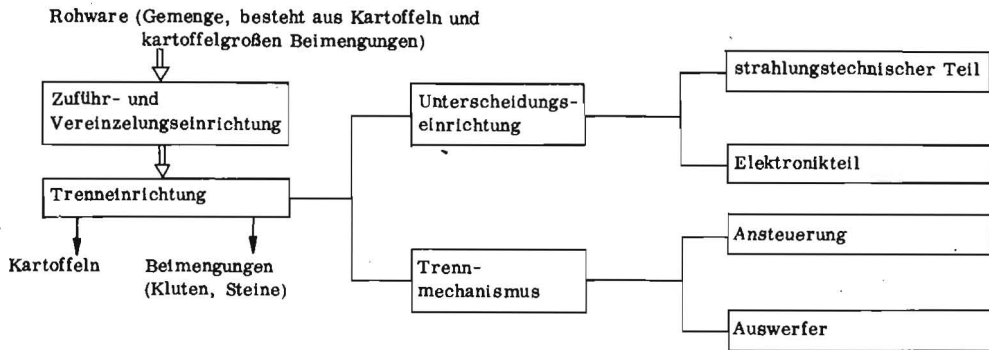 Rohware (Gemenge, besteht aus Kartoffeln und
kartoffelgroßen Beimengungen)
Zuführ- und
Vereinzelungseinrichtung
Trenneinrichtung
Kartoffeln
Beimengungen
(Kluten, Steine)
Unterscheidungs-
einrichtung
Trenn-
mechanismus
strahlungstechnischer Teil
Elektronikteil
Ansteuerung
Auswerfer